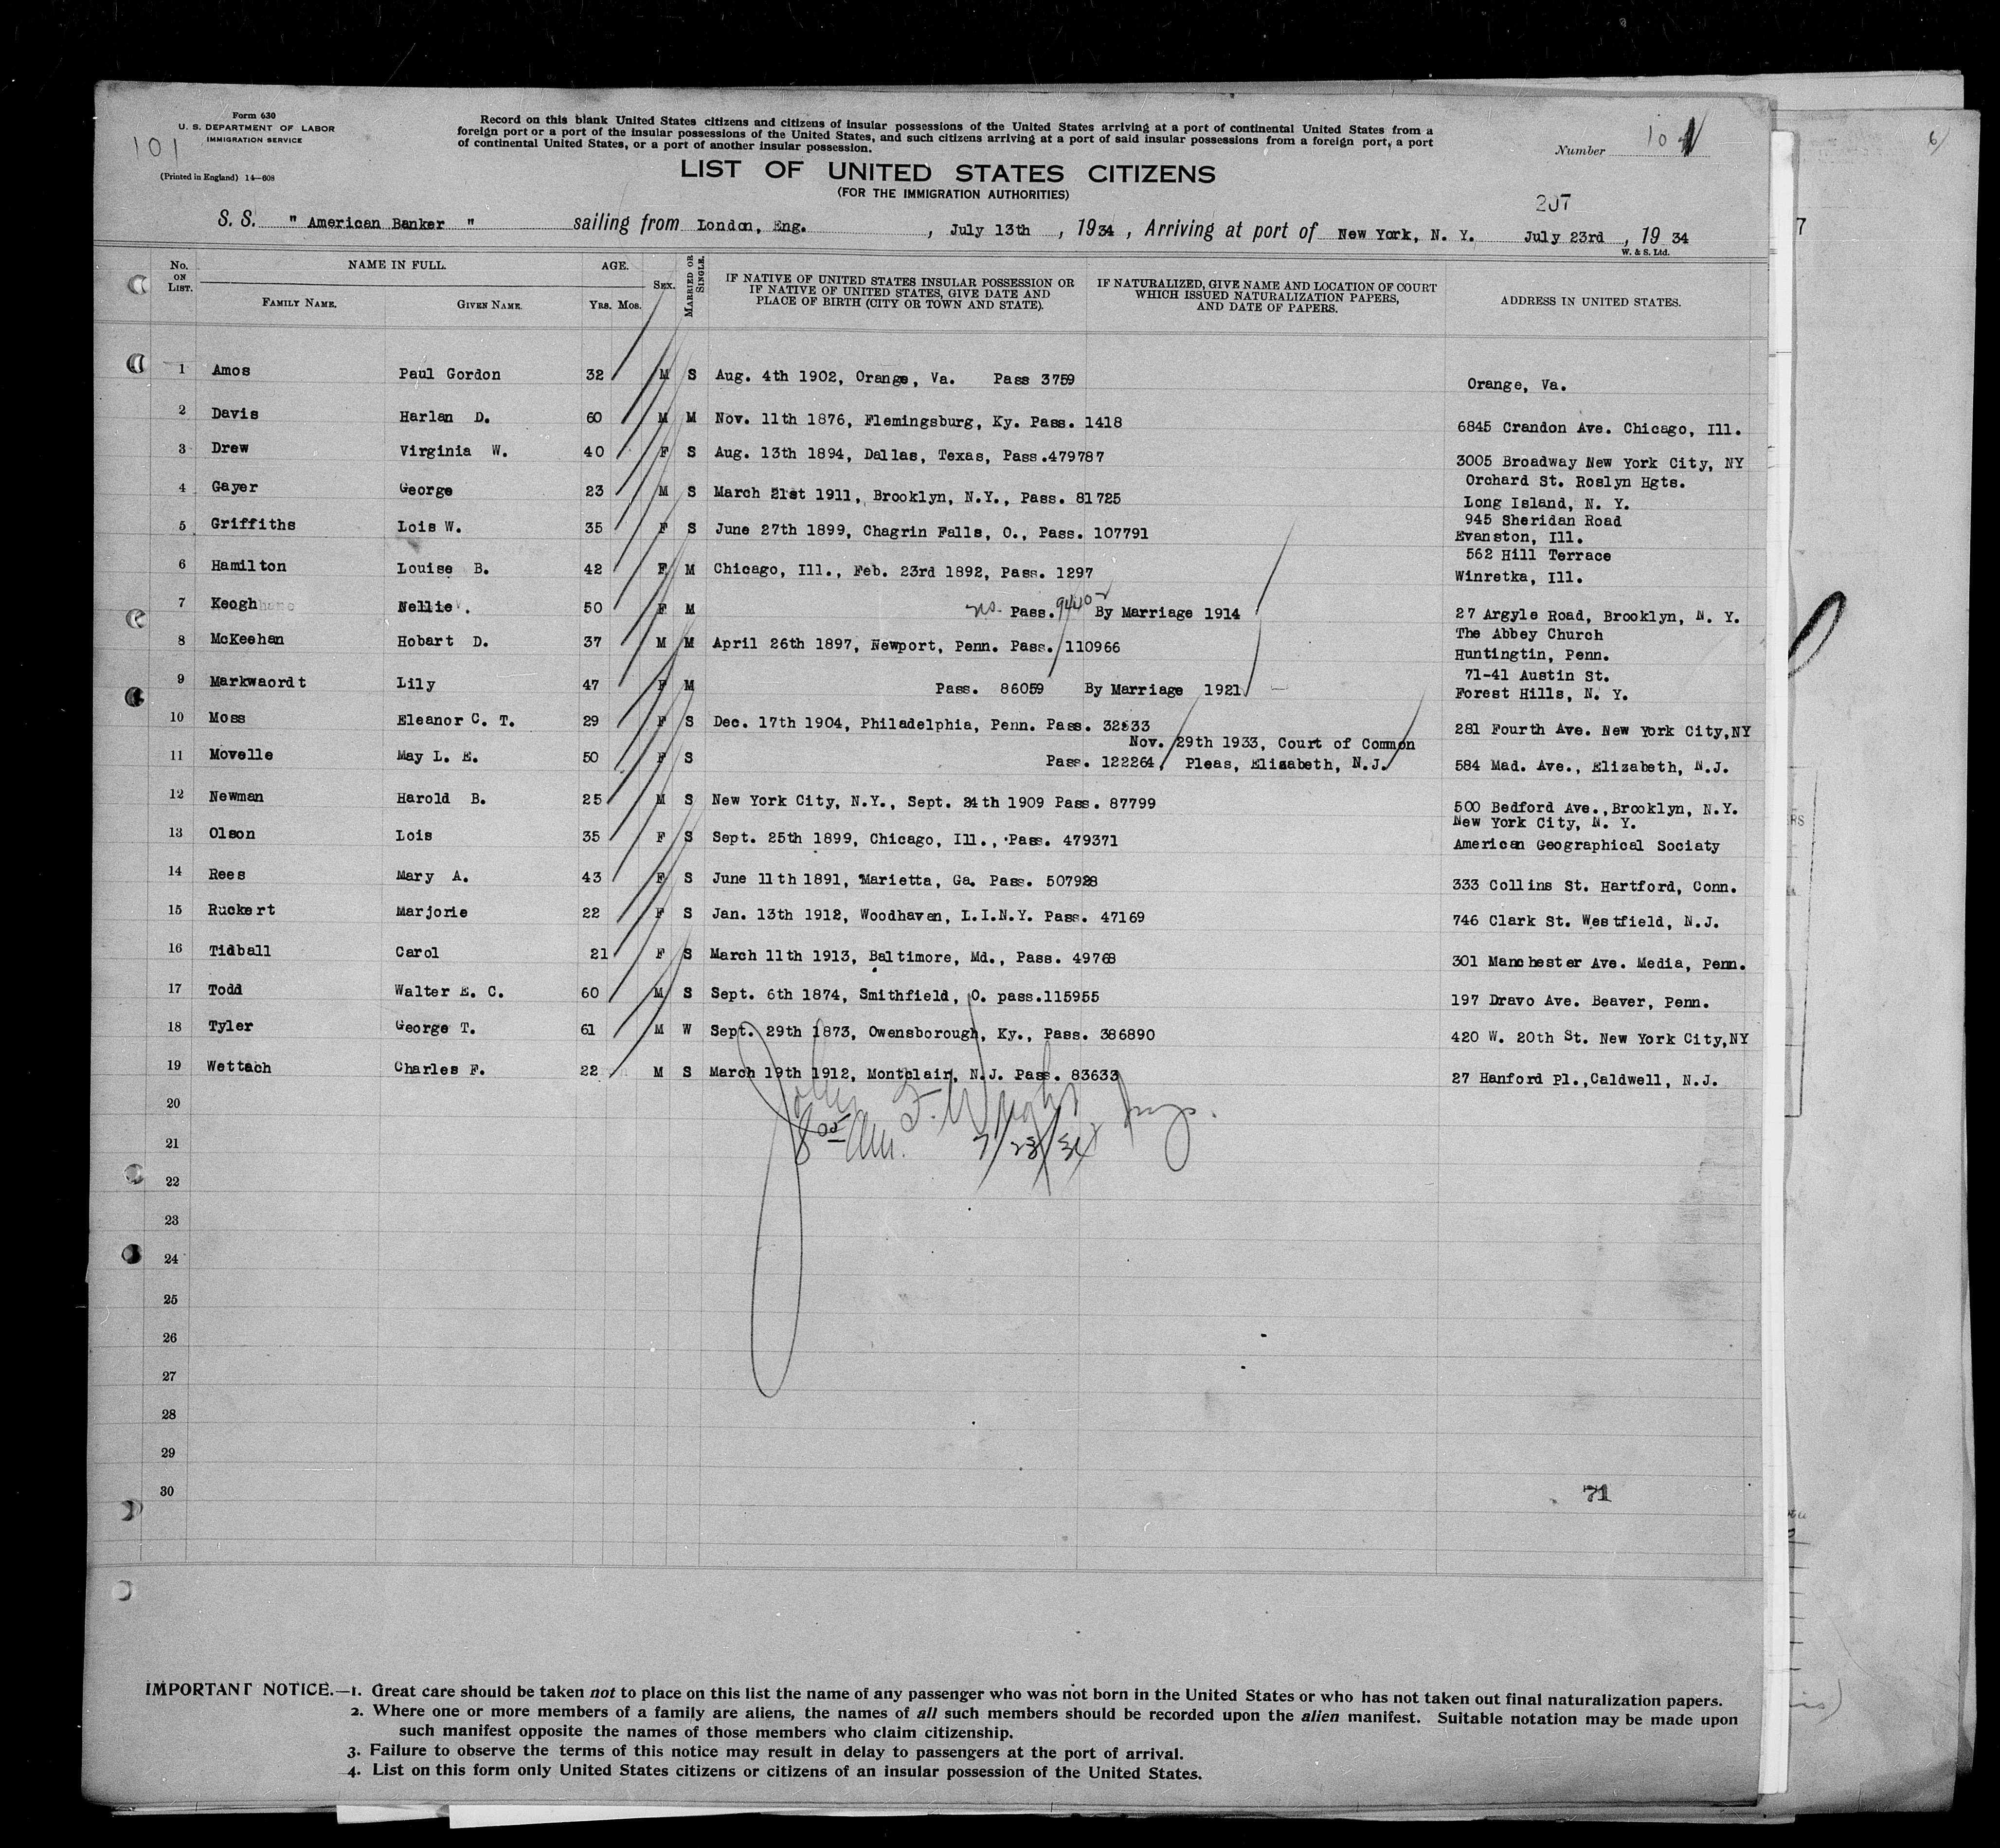 Form 630
U. S. DEPARTMENT OF LABOR
IMMIGRATION SERVICE
101
(Printed in England) 14—608
Record on this blank United States citizens and citizens of insular possessions of the United States arriving at a port of continental United States from a
foreign port or a port of the insular possessions of the United States, and such citizens arriving at a port of said insular possessions from a foreign port, a port
of continental United States, or a port of another insular possession.
Number 10
LIST OF UNITED STATES CITIZENS
(FOR THE IMMIGRATION AUTHORITIES)
207
S. S. " American Banker " sailing from London, Eng. , July 13th , 1934 , Arriving at port of New York, N. Y. July 23rd , 19 34
W. & S. Ltd.
No. ON LIST. NAME IN FULL. AGE. SEX. MARRIED OR SINGLE. IF NATIVE OF UNITED STATES INSULAR POSSESSION OR IF NATIVE OF UNITED STATES, GIVE DATE AND PLACE OF BIRTH (CITY OR TOWN AND STATE). IF NATURALIZED, GIVE NAME AND LOCATION OF COURT WHICH ISSUED NATURALIZATION PAPERS, AND DATE OF PAPERS. ADDRESS IN UNITED STATES.
FAMILY NAME. GIVEN NAME. YRS. MOS.
1 Amos Paul Gordon 32 M S Aug. 4th 1902, Orange, Va. Pass 3759 Orange, Va.
2 Davis Harlan D. 60 M M Nov. 11th 1876, Flemingsburg, Ky. Pass. 1418 6845 Crandon Ave. Chicago, Ill.
3 Drew Virginia W. 40 F S Aug. 13th 1894, Dallas, Texas, Pass.479787 3005 Broadway New York City, NY
4 Gayer George 23 M S March 21st 1911, Brooklyn, N.Y., Pass. 81725 Orchard St. Roslyn Hgts.
Long Island, N. Y.
5 Griffiths Lois W. 35 F S June 27th 1899, Chagrin Falls, O., Pass. 107791 945 Sheridan Road
Evanston, Ill.
6 Hamilton Louise B. 42 F M Chicago, Ill., Feb. 23rd 1892, Pass. 1297 562 Hill Terrace
Winretka, Ill.
7 Keogh Nellie . 50 F M Pass. By Marriage 1914 27 Argyle Road, Brooklyn, N. Y.
8 McKeehan Hobart D. 37 M M April 26th 1897, Newport, Penn. Pass. 110966 The Abbey Church
Huntingtin, Penn.
9 Markwaordt Lily 47 F M Pass. 86059 By Marriage 1921 71-41 Austin St.
Forest Hills, N. Y.
10 Moss Eleanor C. T. 29 F S Dec. 17th 1904, Philadelphia, Penn. Pass. 32533 281 Fourth Ave. New York City,NY
Nov. 29th 1933, Court of Common
11 Movelle May L. E. 50 F S Pass. 122264, Pleas, Elizabeth, N.J. 584 Mad. Ave., Elizabeth, N.J.
12 Newman Harold B. 25 M S New York City, N.Y., Sept. 24th 1909 Pass. 87799 500 Bedford Ave.,Brooklyn, N.Y.
New York City, N. Y.
13 Olson Lois 35 F S Sept. 25th 1899, Chicago, Ill., Pass. 479371 American Geographical Sociaty
14 Rees Mary A. 43 F S June 11th 1891, Marietta, Ga. Pass. 507928 333 Collins St. Hartford, Conn.
15 Ruckert Marjorie 22 F S Jan. 13th 1912, Woodhaven, L.I.N.Y. Pass. 47169 746 Clark St. Westfield, N.J.
16 Tidball Carol 21 F S March 11th 1913, Baltimore, Md., Pass. 49768 301 Manchester Ave. Media, Penn.
17 Todd Walter E. C. 60 M S Sept. 6th 1874, Smithfield, O. pass.115955 197 Dravo Ave. Beaver, Penn.
18 Tyler George T. 61 M W Sept. 29th 1873, Owensborough, Ky., Pass. 386890 420 W. 20th St. New York City,NY
19 Wettach Charles F. 22 M S March 19th 1912, Montclair, N.J. Pass. 83633 27 Hanford Pl.,Caldwell, N.J.
20
21 8 00 AM. 7/23/34
22
23
24
25
26
27
28
29
30 71
IMPORTANT NOTICE.—1. Great care should be taken not to place on this list the name of any passenger who was not born in the United States or who has not taken out final naturalization papers.
2. Where one or more members of a family are aliens, the names of all such members should be recorded upon the alien manifest. Suitable notation may be made upon
such manifest opposite the names of those members who claim citizenship.
3. Failure to observe the terms of this notice may result in delay to passengers at the port of arrival.
4. List on this form only United States citizens or citizens of an insular possession of the United States.